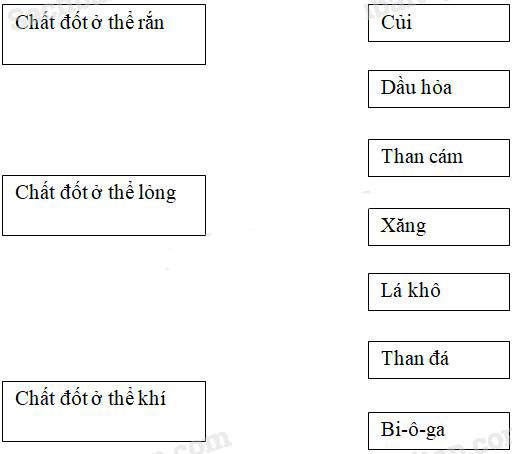 Chất đốt ở thể rắn
Chất đốt ở thể lỏng
Chất đốt ở thể khí
Củi
Dầu hỏa
Than cám
Xăng
Lá khô
Than đá
Bi-ô-ga